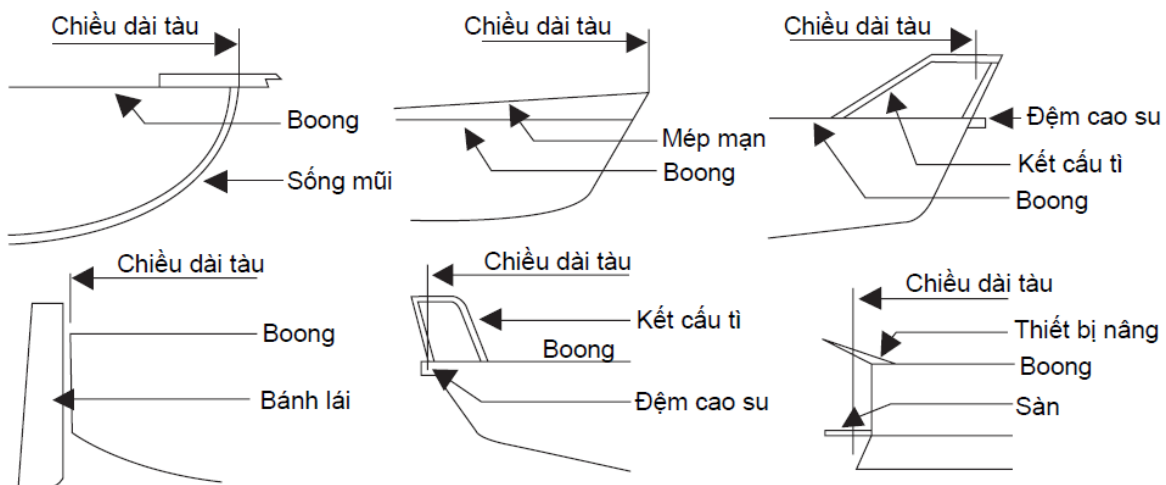 Chiều dài tàu
Boong
Sống mũi
Chiều dài tàu
Mép mạn
Boong
Chiều dài tàu
Đệm cao su
Kết cấu tì
Boong
Chiều dài tàu
Boong
Bánh lái
Chiều dài tàu
Kết cấu tì
Boong
Đệm cao su
Chiều dài tàu
Thiết bị nâng
Boong
Sàn